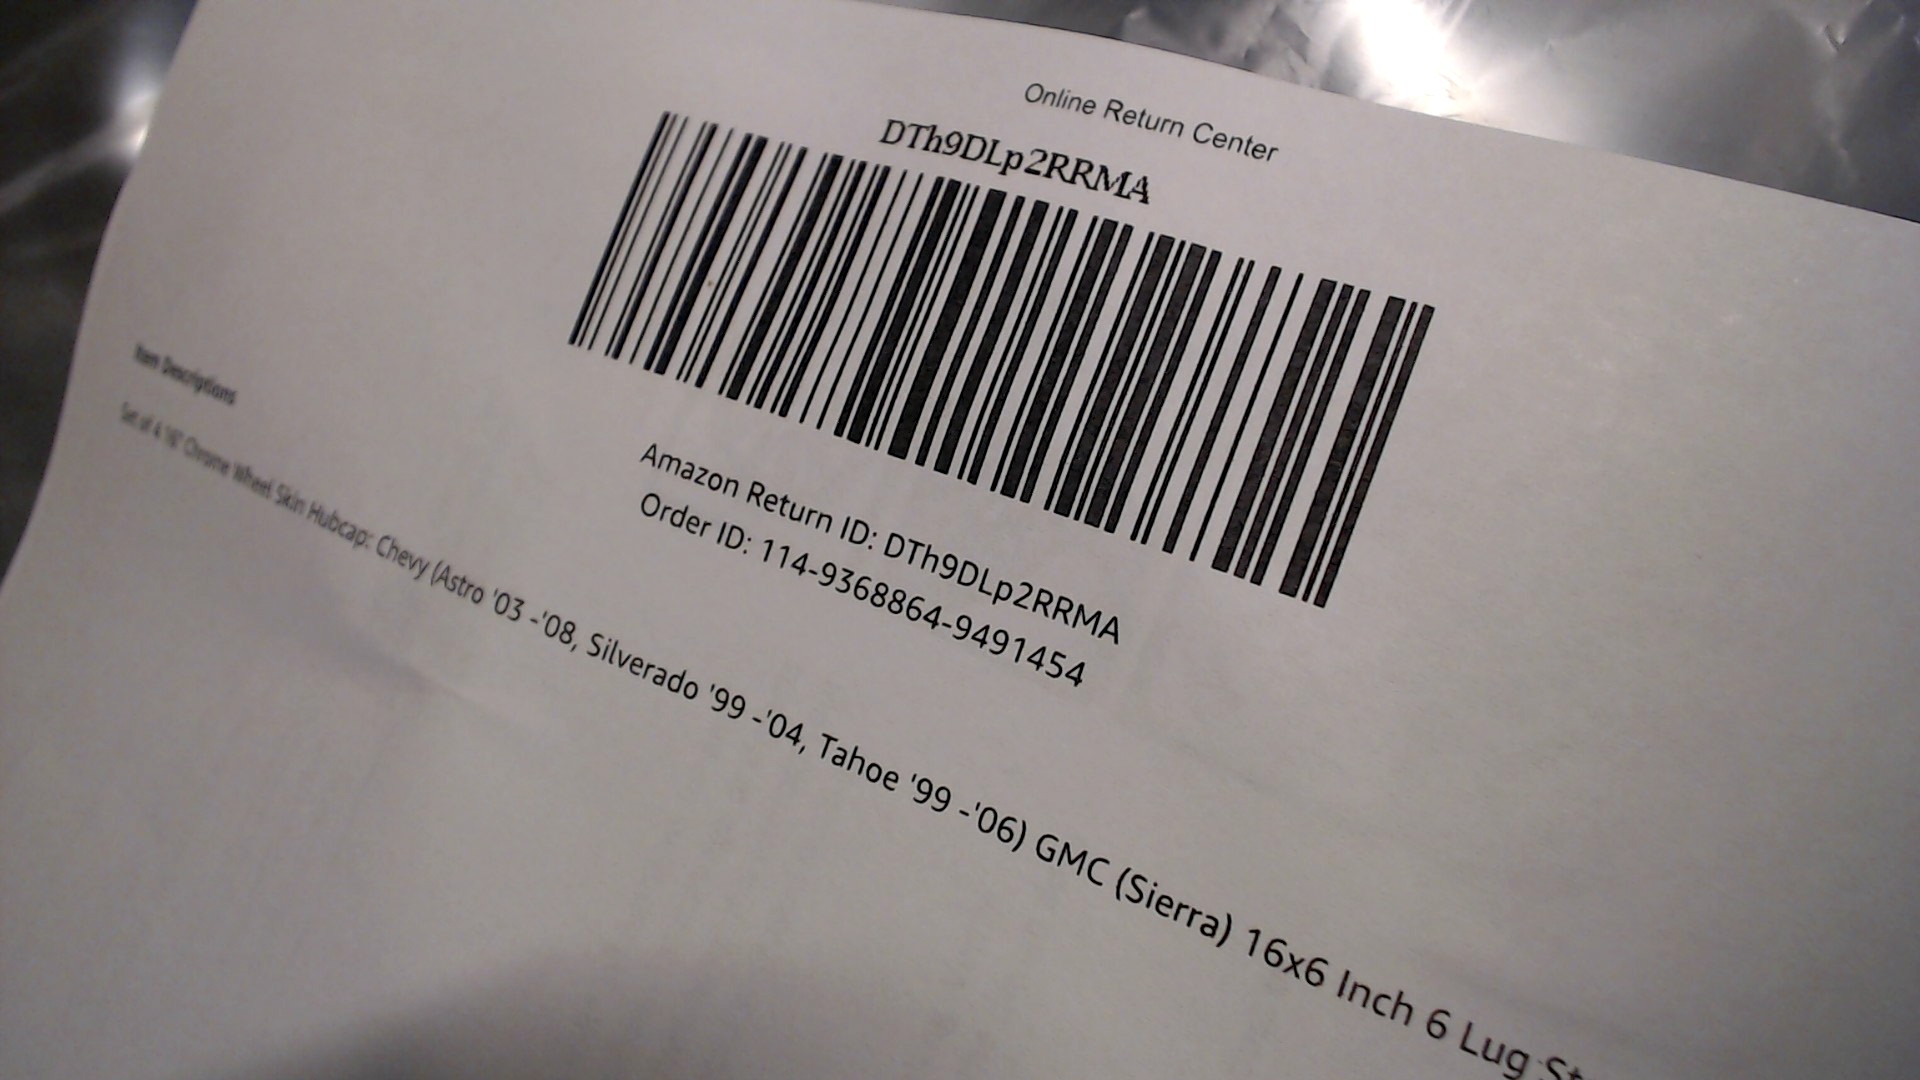 Online Return Center
DTh9DLp2RRMA
Amazon Return ID: DTh9DLp2RRMA
Order ID: 114-9368864-9491454
Item Descriptions
Set of 4 16" Chrome Wheel Skin Hubcap: Chevy (Astro '03 -'08, Silverado '99 -'04, Tahoe '99 -'06) GMC (Sierra) 16x6 Inch 6 Lug